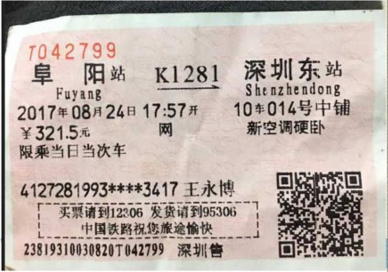 T042799
阜阳站 K1281 深圳东站
Fuyang Shenzhendong
2017年08月24日 17:57开 10车014号中铺
￥321.5元 网 新空调硬卧
限乘当日当次车
4127281993****3417 王永博
买票请到12306 发货请到95306
中国铁路祝您旅途愉快
23819310030820T042799 深圳售